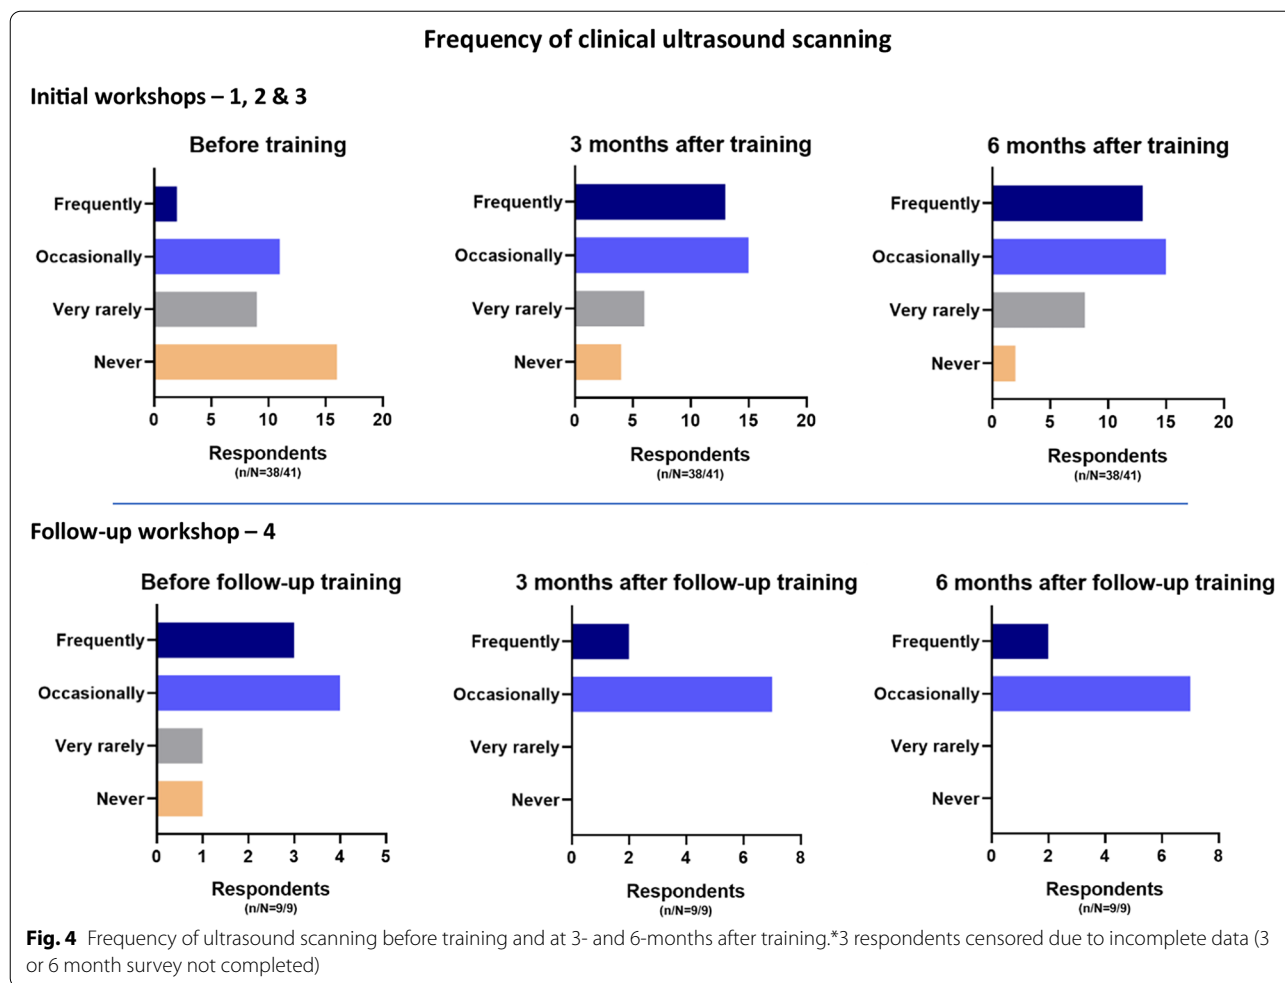 Frequency of clinical ultrasound scanning
Initial workshops – 1, 2 & 3
Before training
Frequently
Occasionally
Very rarely
Never
0 5 10 15 20
Respondents
(n/N=38/41)
3 months after training
Frequently
Occasionally
Very rarely
Never
0 5 10 15 20
Respondents
(n/N=38/41)
6 months after training
Frequently
Occasionally
Very rarely
Never
0 5 10 15 20
Respondents
(n/N=38/41)
Follow-up workshop – 4
Before follow-up training
Frequently
Occasionally
Very rarely
Never
0 1 2 3 4 5
Respondents
(n/N=9/9)
3 months after follow-up training
Frequently
Occasionally
Very rarely
Never
0 2 4 6 8
Respondents
(n/N=9/9)
6 months after follow-up training
Frequently
Occasionally
Very rarely
Never
0 2 4 6 8
Respondents
(n/N=9/9)
Fig. 4 Frequency of ultrasound scanning before training and at 3- and 6-months after training.*3 respondents censored due to incomplete data (3
or 6 month survey not completed)